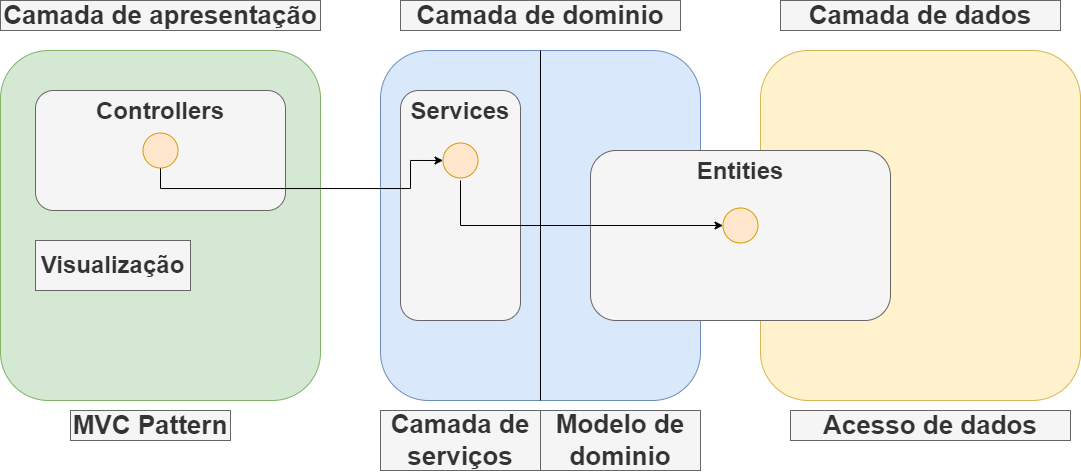 Camada de apresentação
Camada de dominio
Camada de dados
Controllers
Services
Entities
Visualização
MVC Pattern
Camada de
serviços
Modelo de
dominio
Acesso de dados